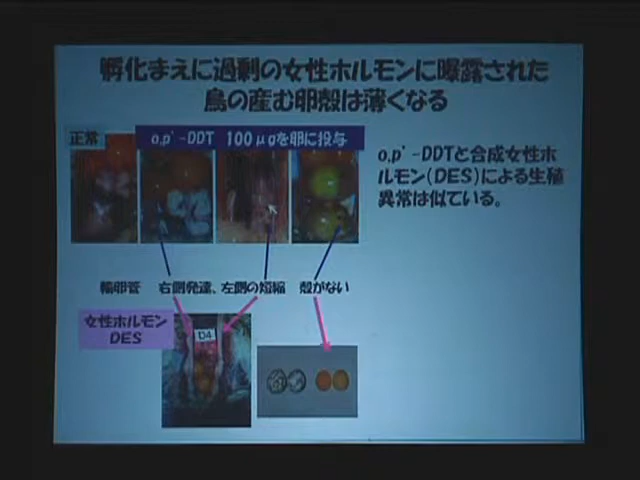 孵化まえに過剰の女性ホルモンに曝露された
鳥の産む卵殻は薄くなる
正常
o,p'-DDT 100μgを卵に投与
o,p'-DDTと合成女性ホ
ルモン(DES)による生殖
異常は似ている。
輸卵管 右側発達、左側の短縮 殻がない
女性ホルモン
DES
D4